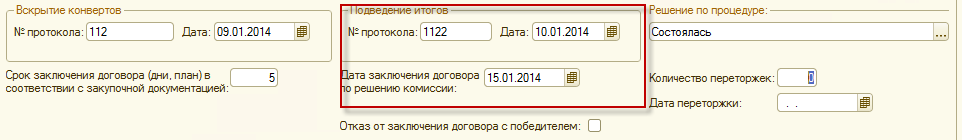 Вскрытие конвертов
№ протокола: 112 Дата: 09.01.2014
Срок заключения договора (дни, план) в
соответствии с закупочной документацией: 5
Подведение итогов
№ протокола: 1122 Дата: 10.01.2014
Дата заключения договора
по решению комиссии: 15.01.2014
Отказ от заключения договора с победителем:
Решение по процедуре:
Состоялась ...
Количество переторжек: 0
Дата переторжки: . .